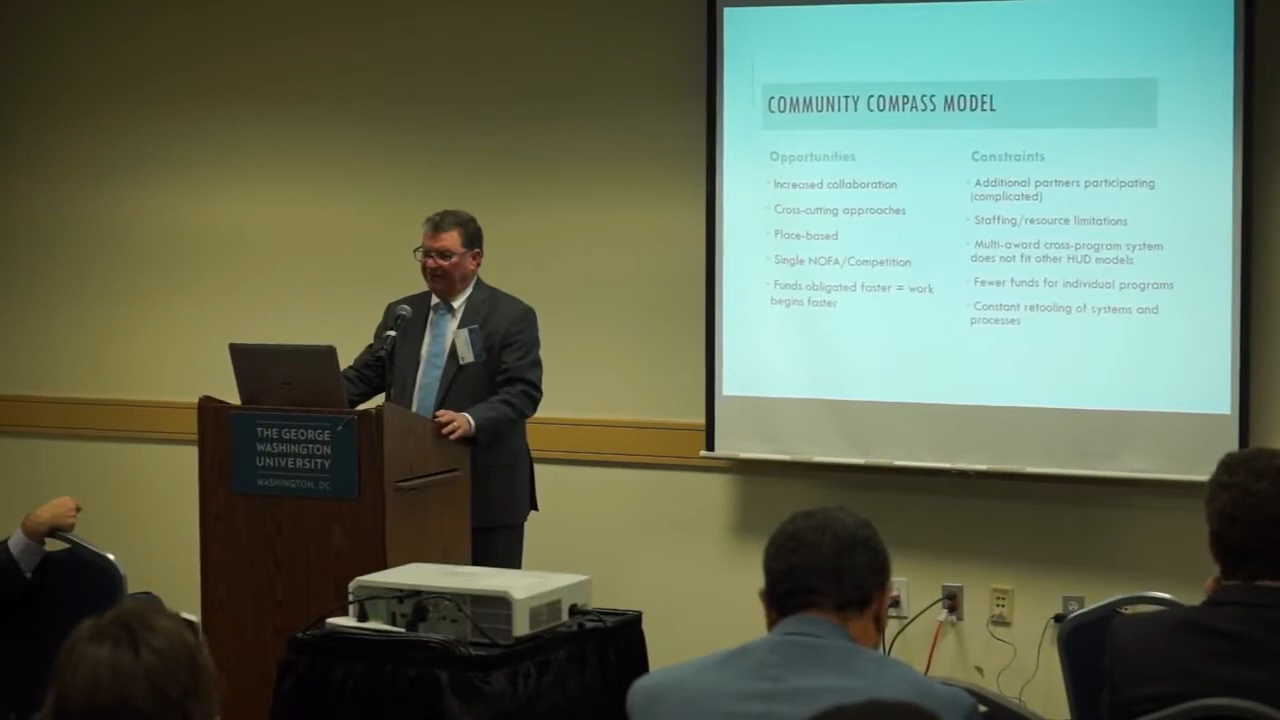 COMMUNITY COMPASS MODEL
Opportunities
Increased collaboration
Cross-cutting approaches
Place-based
Single NOFA/Competition
Funds obligated faster = work
begins faster
Constraints
Additional partners participating
(complicated)
Staffing/resource limitations
Multi-award cross-program system
does not fit other HUD models
Fewer funds for individual programs
Constant retooling of systems and
processes
THE GEORGE
WASHINGTON
UNIVERSITY
WASHINGTON, DC